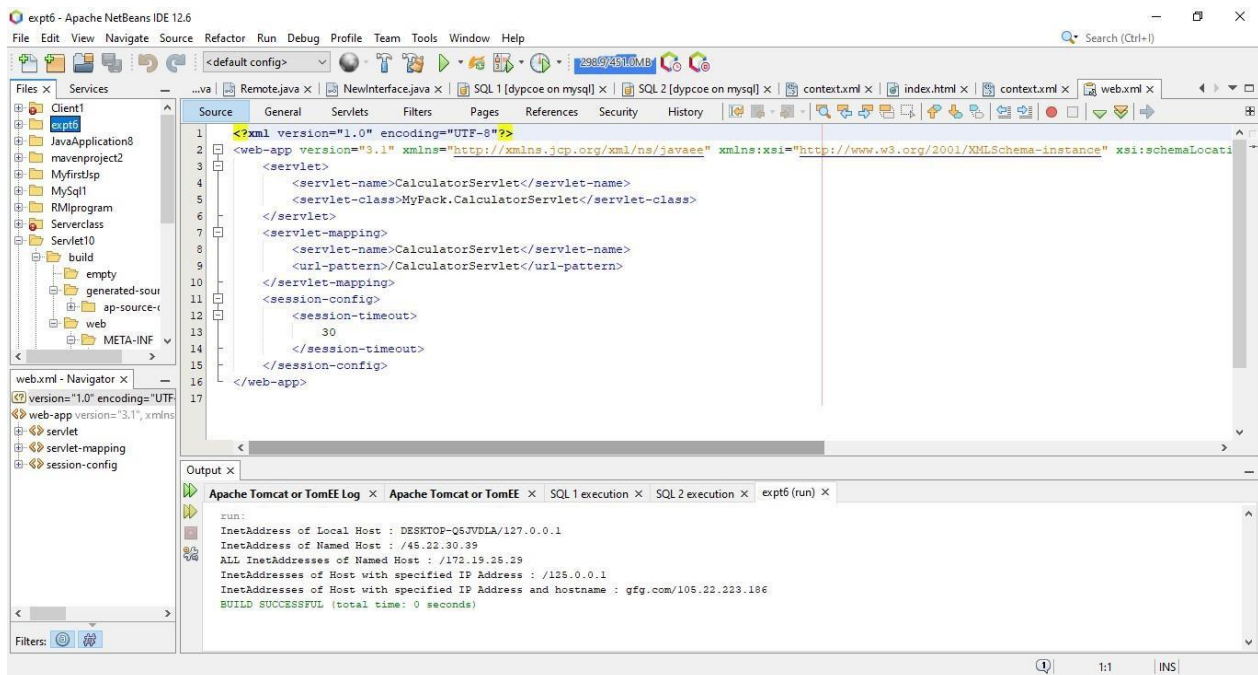 expt6 - Apache NetBeans IDE 12.6
File Edit View Navigate Source Refactor Run Debug Profile Team Tools Window Help
Search (Ctrl+I)
<default config>
298.9/451.0MB
Files Services
...va Remote.java NewInterface.java SQL 1 [dypcoe on mysql] SQL 2 [dypcoe on mysql] context.xml index.html context.xml web.xml
Source General Servlets Filters Pages References Security History
Client1
expt6
JavaApplication8
mavenproject2
MyfirstJsp
MySql1
RMIprogram
Serverclass
Servlet10
build
empty
generated-sour
ap-source-
web
META-INF
1 <?xml version="1.0" encoding="UTF-8"?>
2 <web-app version="3.1" xmlns="http://xmlns.jcp.org/xml/ns/javaee" xmlns:xsi="http://www.w3.org/2001/XMLSchema-instance" xsi:schemaLocati
3 <servlet>
4 <servlet-name>CalculatorServlet</servlet-name>
5 <servlet-class>MyPack.CalculatorServlet</servlet-class>
6 </servlet>
7 <servlet-mapping>
8 <servlet-name>CalculatorServlet</servlet-name>
9 <url-pattern>/CalculatorServlet</url-pattern>
10 </servlet-mapping>
11 <session-config>
12 <session-timeout>
13 30
14 </session-timeout>
15 </session-config>
16 </web-app>
17
web.xml - Navigator
version="1.0" encoding="UTF-
web-app version="3.1", xmlns
servlet
servlet-mapping
session-config
Filters:
Output
Apache Tomcat or TomEE Log Apache Tomcat or TomEE SQL 1 execution SQL 2 execution expt6 (run)
run:
InetAddress of Local Host : DESKTOP-Q5JVDLA/127.0.0.1
InetAddress of Named Host : /45.22.30.39
ALL InetAddresses of Named Host : /172.19.25.29
InetAddresses of Host with specified IP Address : /125.0.0.1
InetAddresses of Host with specified IP Address and hostname : gfg.com/105.22.223.186
BUILD SUCCESSFUL (total time: 0 seconds)
1:1 INS